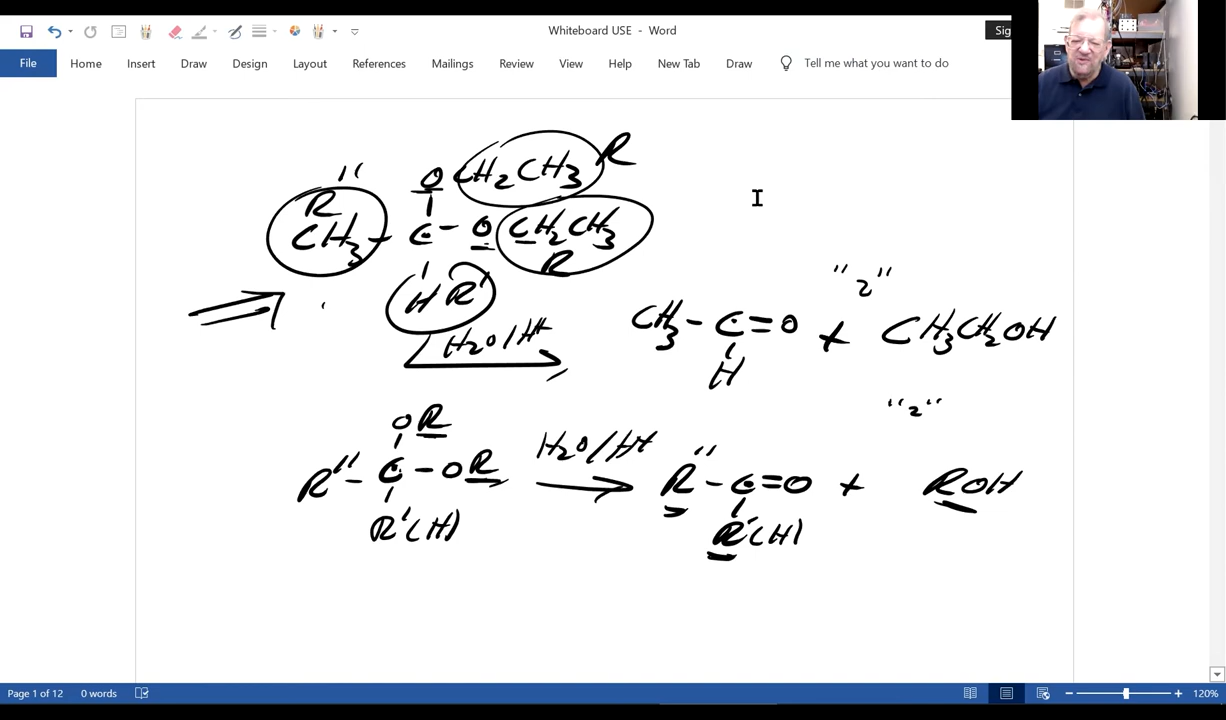 Whiteboard USE - Word
Sig
File Home Insert Draw Design Layout References Mailings Review View Help New Tab Draw Tell me what you want to do
R'' O CH2CH3 R
CH3 - C - O CH2CH3
R
H R'
H2O/H+
"2"
CH3 - C = O + CH3CH2OH
H
"2"
OR
H2O/H+
R'' - C - OR
R'' - C = O + ROH
R'(H)
R'(H)
Page 1 of 12 0 words
120%